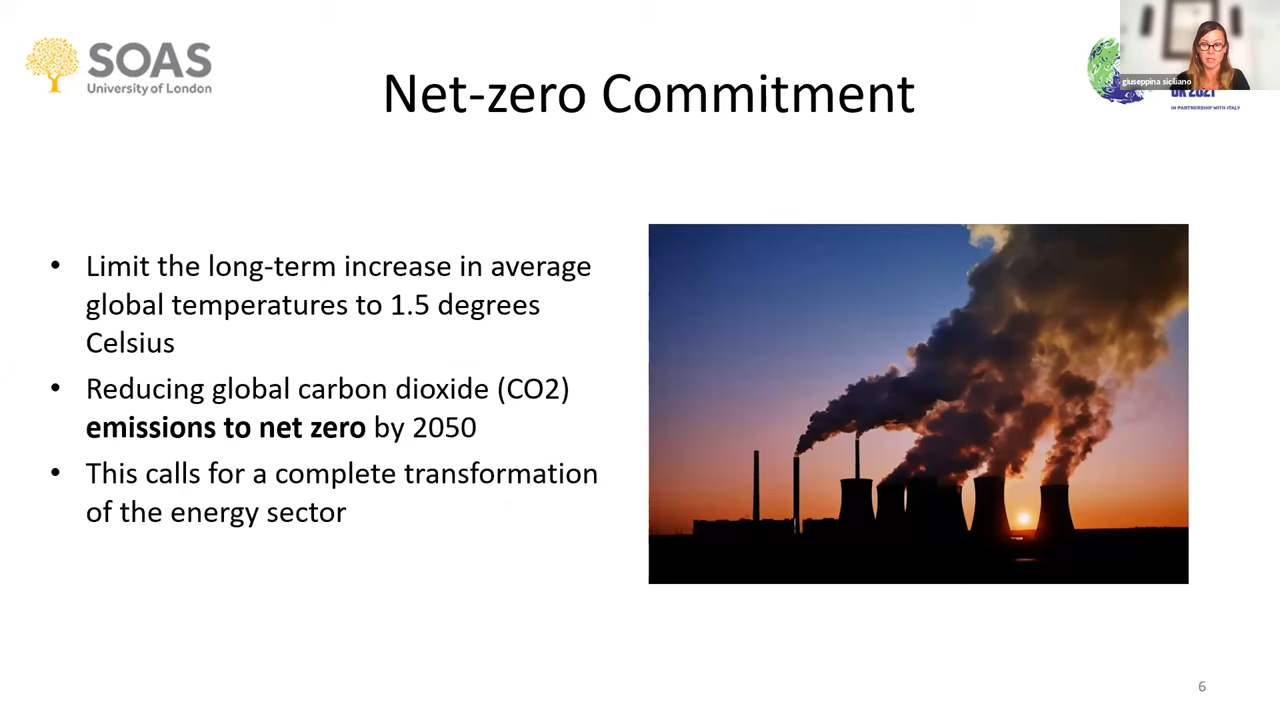 SOAS
University of London
Net-zero Commitment
giuseppina siciliano
UK 2021
IN PARTNERSHIP WITH ITALY
• Limit the long-term increase in average
global temperatures to 1.5 degrees
Celsius
• Reducing global carbon dioxide (CO2)
emissions to net zero by 2050
• This calls for a complete transformation
of the energy sector
6